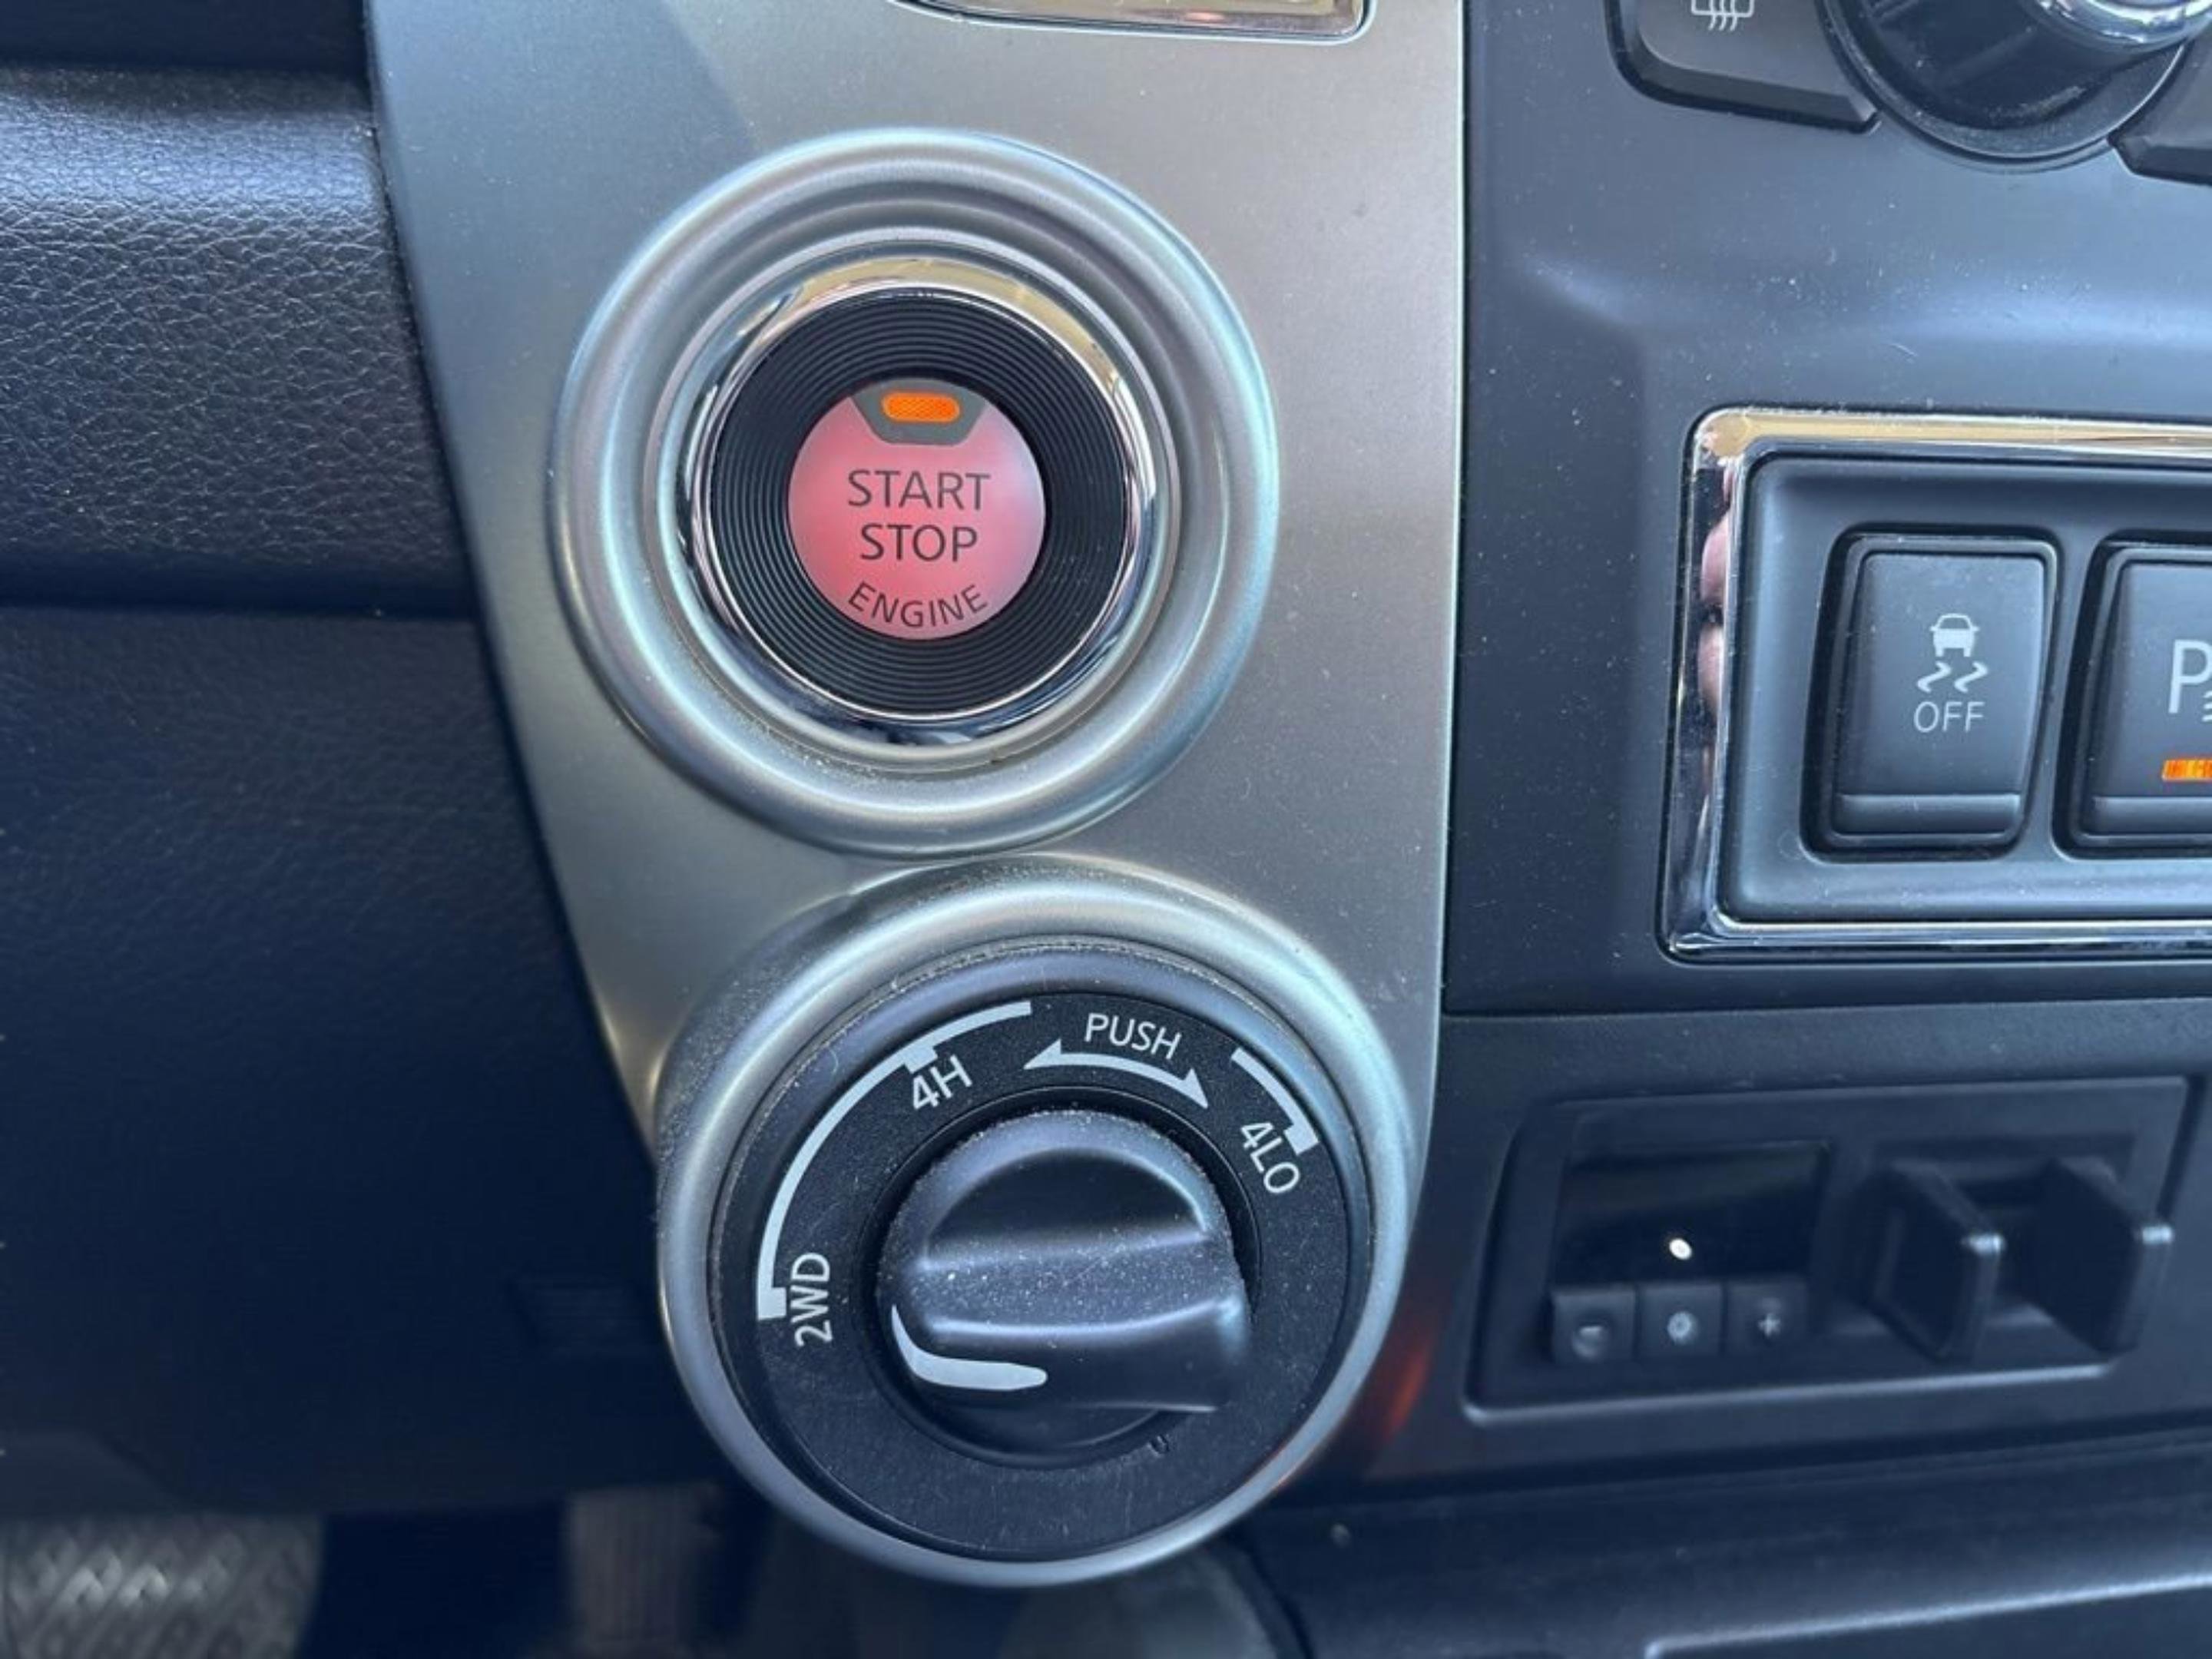 START
STOP
ENGINE
OFF
P
PUSH
4H
4LO
2WD
+